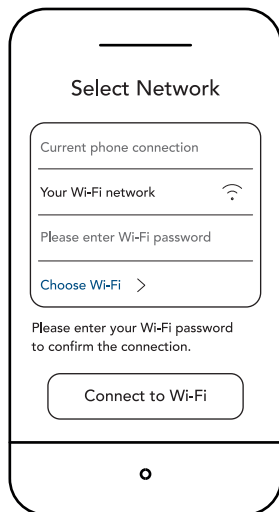 Select Network
Current phone connection
Your Wi-Fi network
Please enter Wi-Fi password
Choose Wi-Fi
Please enter your Wi-Fi password
to confirm the connection.
Connect to Wi-Fi